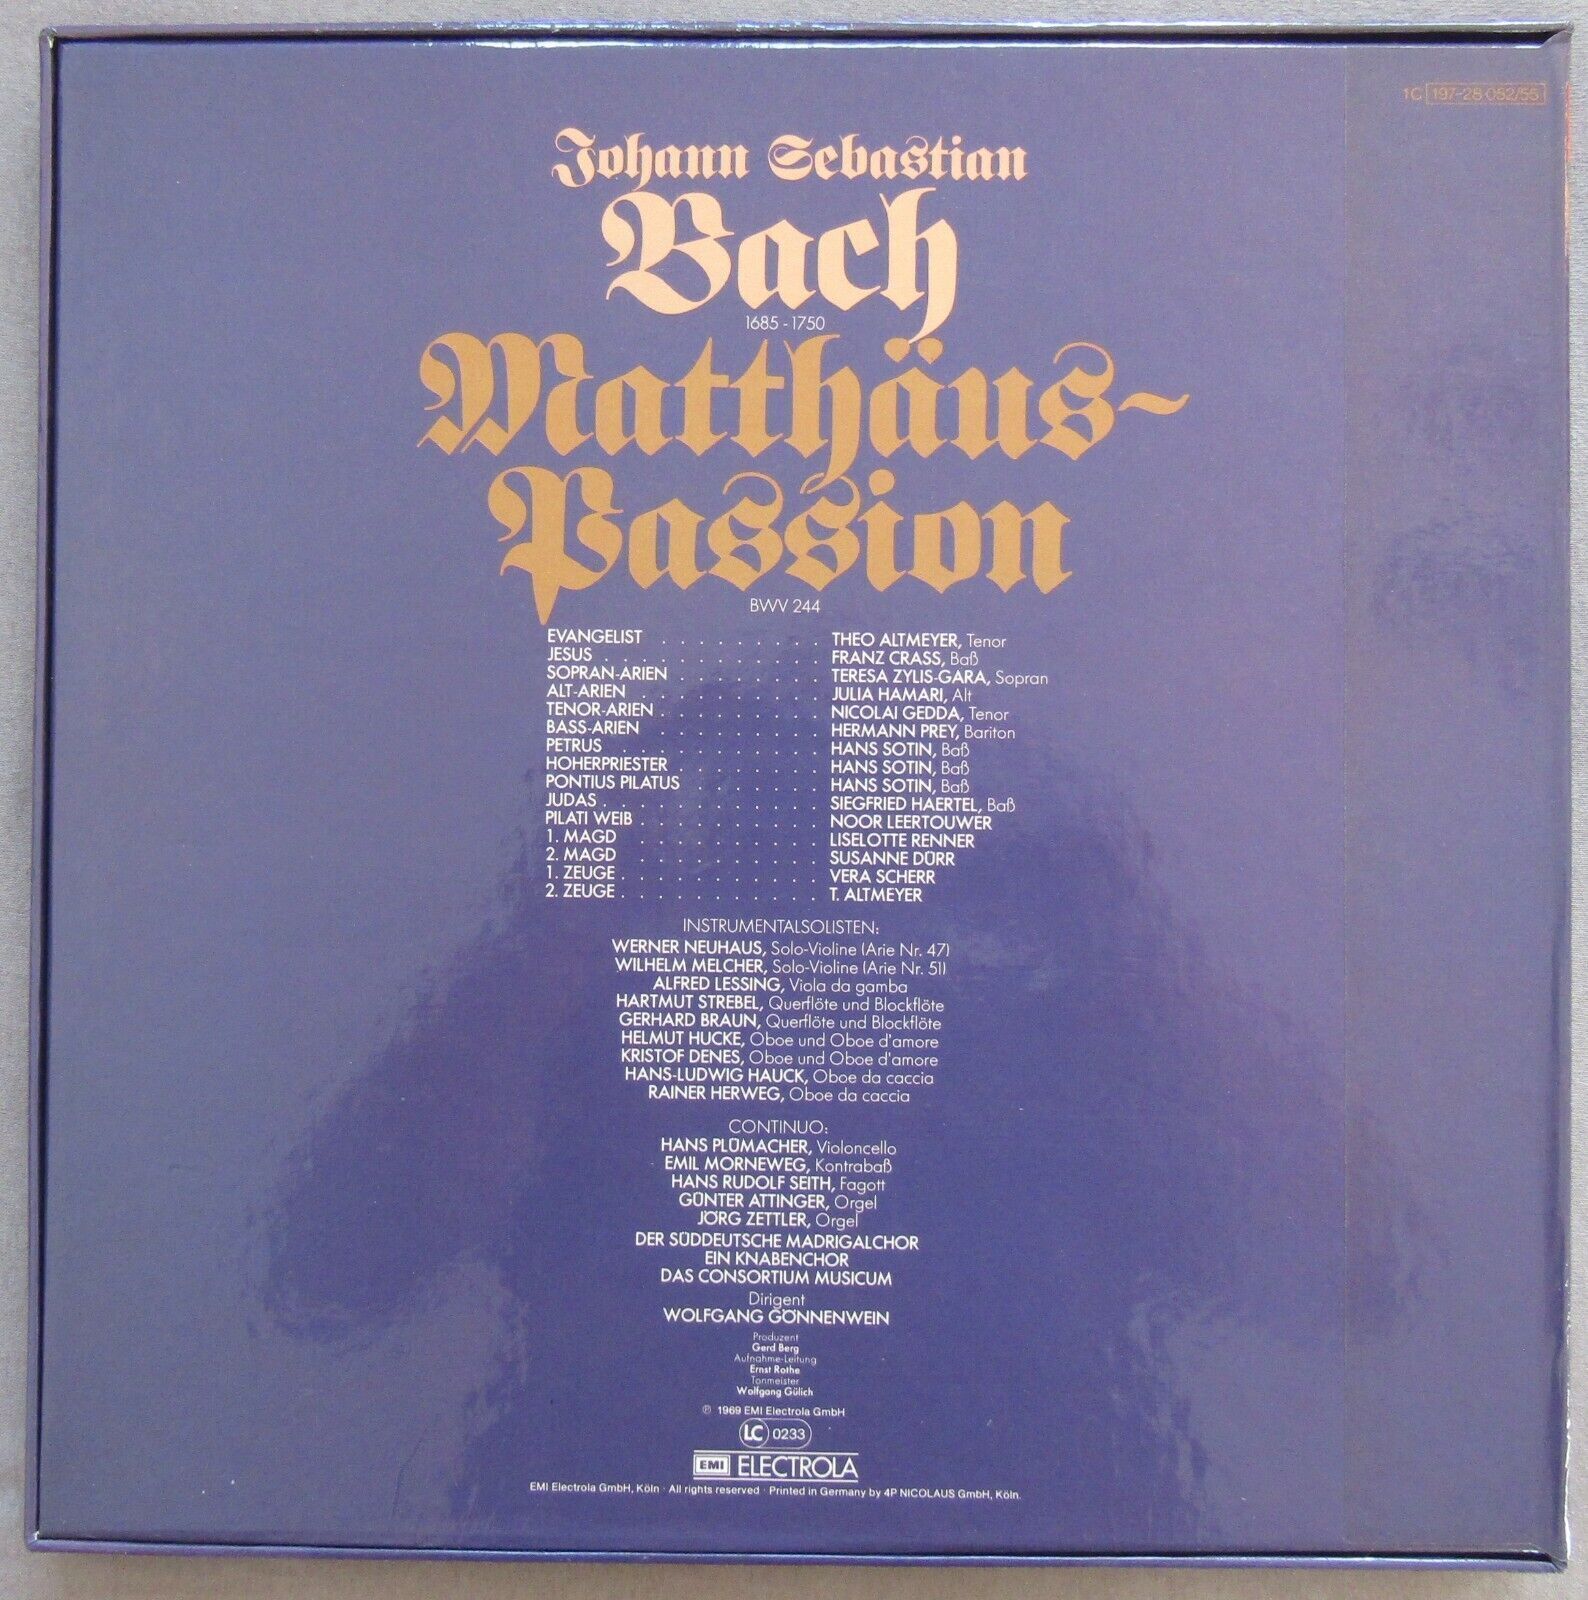 1C 197-28 052/55
Johann Sebastian
Bach
1685 - 1750
Matthäus-
Passion
BWV 244
EVANGELIST . . . . . . . . . THEO ALTMEYER, Tenor
JESUS . . . . . . . . . . . . FRANZ CRASS, Baß
SOPRAN-ARIEN . . . . . . . . TERESA ZYLIS-GARA, Sopran
ALT-ARIEN . . . . . . . . . . JULIA HAMARI, Alt
TENOR-ARIEN . . . . . . . . . NICOLAI GEDDA, Tenor
BASS-ARIEN . . . . . . . . . HERMANN PREY, Bariton
PETRUS . . . . . . . . . . . HANS SOTIN, Baß
HOHERPRIESTER . . . . . . . . HANS SOTIN, Baß
PONTIUS PILATUS . . . . . . HANS SOTIN, Baß
JUDAS . . . . . . . . . . . . SIEGFRIED HAERTEL, Baß
PILATI WEIB . . . . . . . . . . NOOR LEERTOUWER
1. MAGD . . . . . . . . . . LISELOTTE RENNER
2. MAGD . . . . . . . . . . SUSANNE DÜRR
1. ZEUGE . . . . . . . . . . . VERA SCHERR
2. ZEUGE . . . . . . . . . . . T. ALTMEYER
INSTRUMENTALSOLISTEN:
WERNER NEUHAUS, Solo-Violine (Arie Nr. 47)
WILHELM MELCHER, Solo-Violine (Arie Nr. 51)
ALFRED LESSING, Viola da gamba
HARTMUT STREBEL, Querflöte und Blockflöte
GERHARD BRAUN, Querflöte und Blockflöte
HELMUT HUCKE, Oboe und Oboe d'amore
KRISTOF DENES, Oboe und Oboe d'amore
HANS-LUDWIG HAUCK, Oboe da caccia
RAINER HERWEG, Oboe da caccia
CONTINUO:
HANS PLÜMACHER, Violoncello
EMIL MORNEWEG, Kontrabaß
HANS RUDOLF SEITH, Fagott
GÜNTER ATTINGER, Orgel
JÖRG ZETTLER, Orgel
DER SÜDDEUTSCHE MADRIGALCHOR
EIN KNABENCHOR
DAS CONSORTIUM MUSICUM
Dirigent
WOLFGANG GÖNNENWEIN
Produzent
Gerd Berg
Aufnahme-Leitung
Ernst Rothe
Tonmeister
Wolfgang Gülich
℗ 1969 EMI Electrola GmbH
LC 0233
EMI ELECTROLA
EMI Electrola GmbH, Köln · All rights reserved · Printed in Germany by 4P NICOLAUS GmbH, Köln.